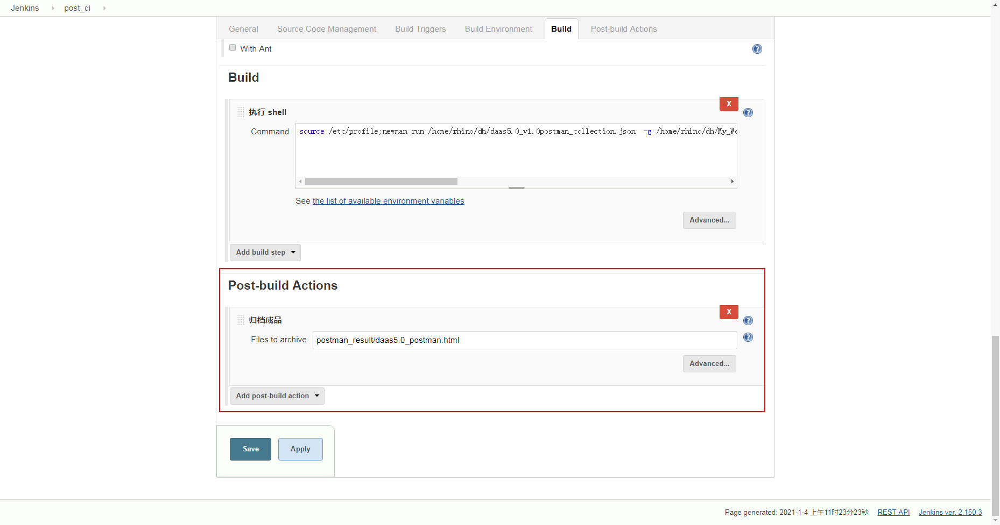 Jenkins post_ci
General Source Code Management Build Triggers Build Environment Build Post-build Actions
With Ant
Build
X
执行 shell
Command source /etc/profile;newman run /home/rhino/dh/daas5.0_v1.0postman_collection.json -g /home/rhino/dh/My_Wo
See the list of available environment variables
Advanced...
Add build step
Post-build Actions
X
归档成品
Files to archive postman_result/daas5.0_postman.html
Advanced...
Add post-build action
Save Apply
Page generated: 2021-1-4 上午11时23分23秒 REST API Jenkins ver. 2.150.3